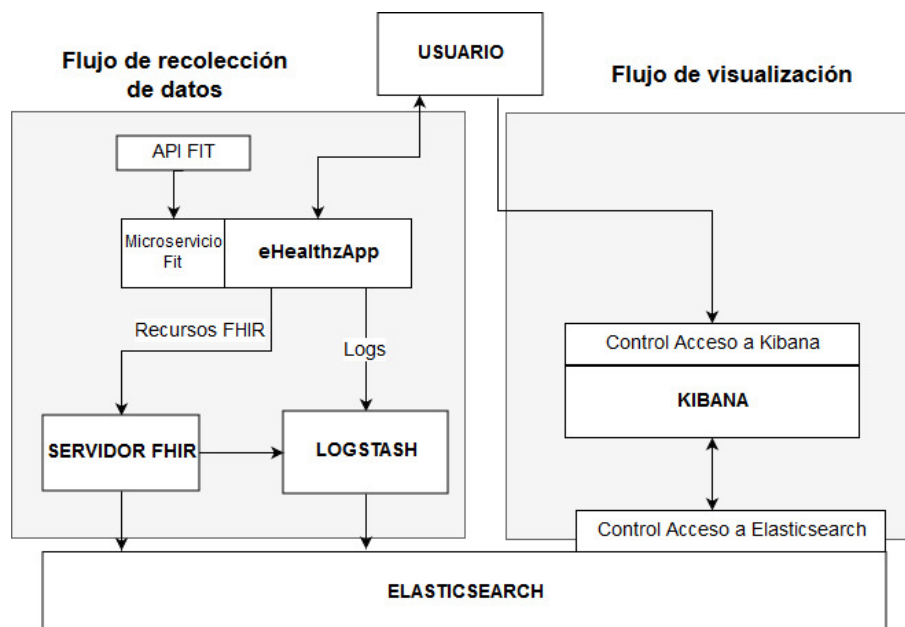 USUARIO
Flujo de recolección
de datos
Flujo de visualización
API FIT
Microservicio
Fit
eHealthzApp
Recursos FHIR
Logs
Control Acceso a Kibana
KIBANA
SERVIDOR FHIR
LOGSTASH
Control Acceso a Elasticsearch
ELASTICSEARCH